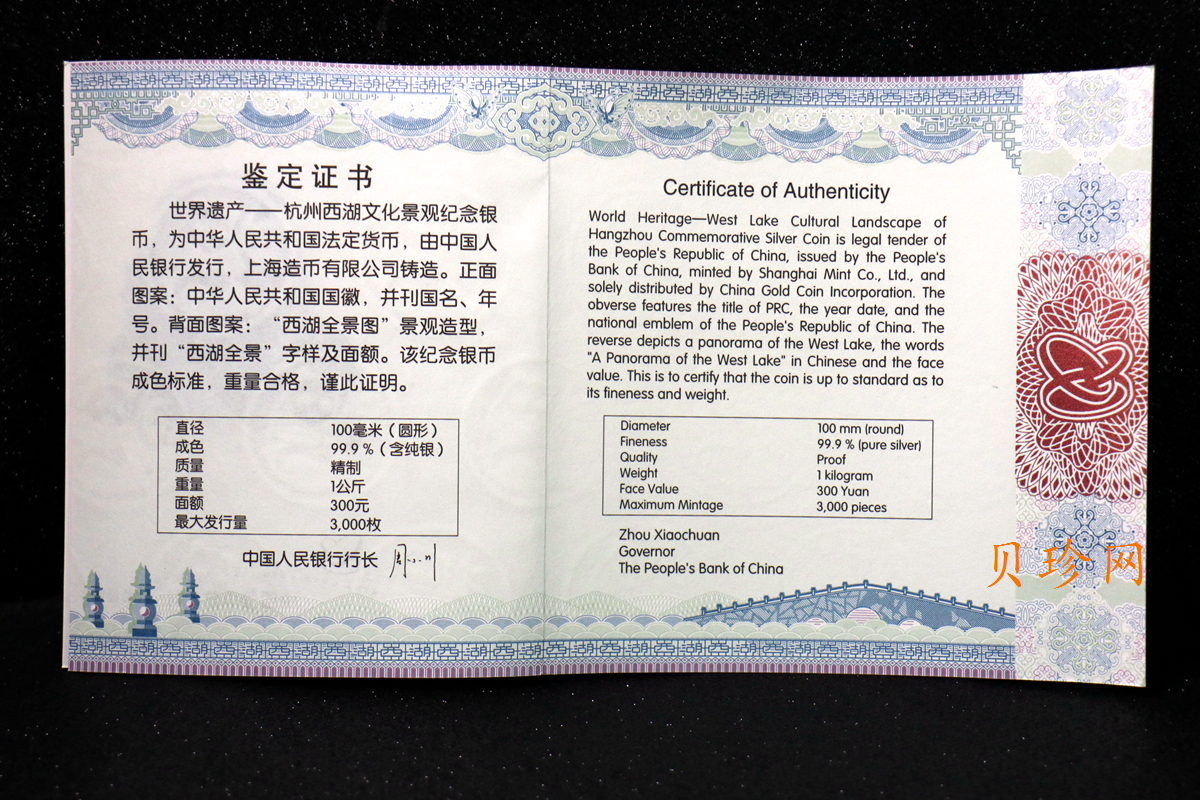 鉴定证书
世界遗产——杭州西湖文化景观纪念银
币，为中华人民共和国法定货币，由中国人
民银行发行，上海造币有限公司铸造。正面
图案：中华人民共和国国徽，并刊国名、年
号。背面图案：“西湖全景图”景观造型，
并刊“西湖全景”字样及面额。该纪念银币
成色标准，重量合格，谨此证明。
直径 100毫米（圆形）
成色 99.9％（含纯银）
质量 精制
重量 1公斤
面额 300元
最大发行量 3,000枚
中国人民银行行长 周小川
Certificate of Authenticity
World Heritage—West Lake Cultural Landscape of
Hangzhou Commemorative Silver Coin is legal tender of
the People's Republic of China, issued by the People's
Bank of China, minted by Shanghai Mint Co., Ltd., and
solely distributed by China Gold Coin Incorporation. The
obverse features the title of PRC, the year date, and the
national emblem of the People's Republic of China. The
reverse depicts a panorama of the West Lake, the words
"A Panorama of the West Lake" in Chinese and the face
value. This is to certify that the coin is up to standard as to
its fineness and weight.
Diameter 100 mm (round)
Fineness 99.9 % (pure silver)
Quality Proof
Weight 1 kilogram
Face Value 300 Yuan
Maximum Mintage 3,000 pieces
Zhou Xiaochuan
Governor
The People's Bank of China
贝珍网